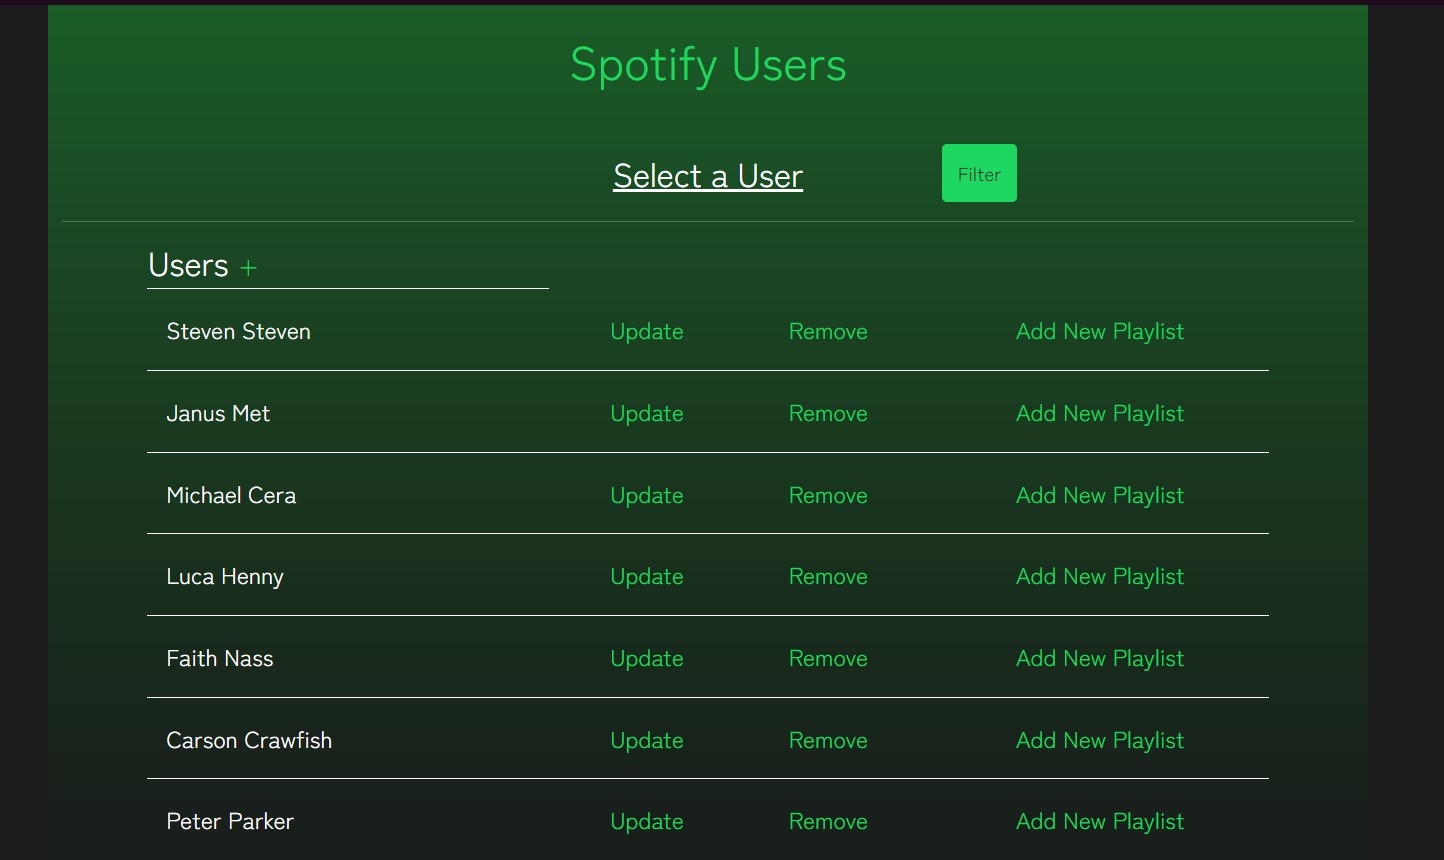 Spotify Users
Select a User Filter
Users +
Steven Steven Update Remove Add New Playlist
Janus Met Update Remove Add New Playlist
Michael Cera Update Remove Add New Playlist
Luca Henny Update Remove Add New Playlist
Faith Nass Update Remove Add New Playlist
Carson Crawfish Update Remove Add New Playlist
Peter Parker Update Remove Add New Playlist